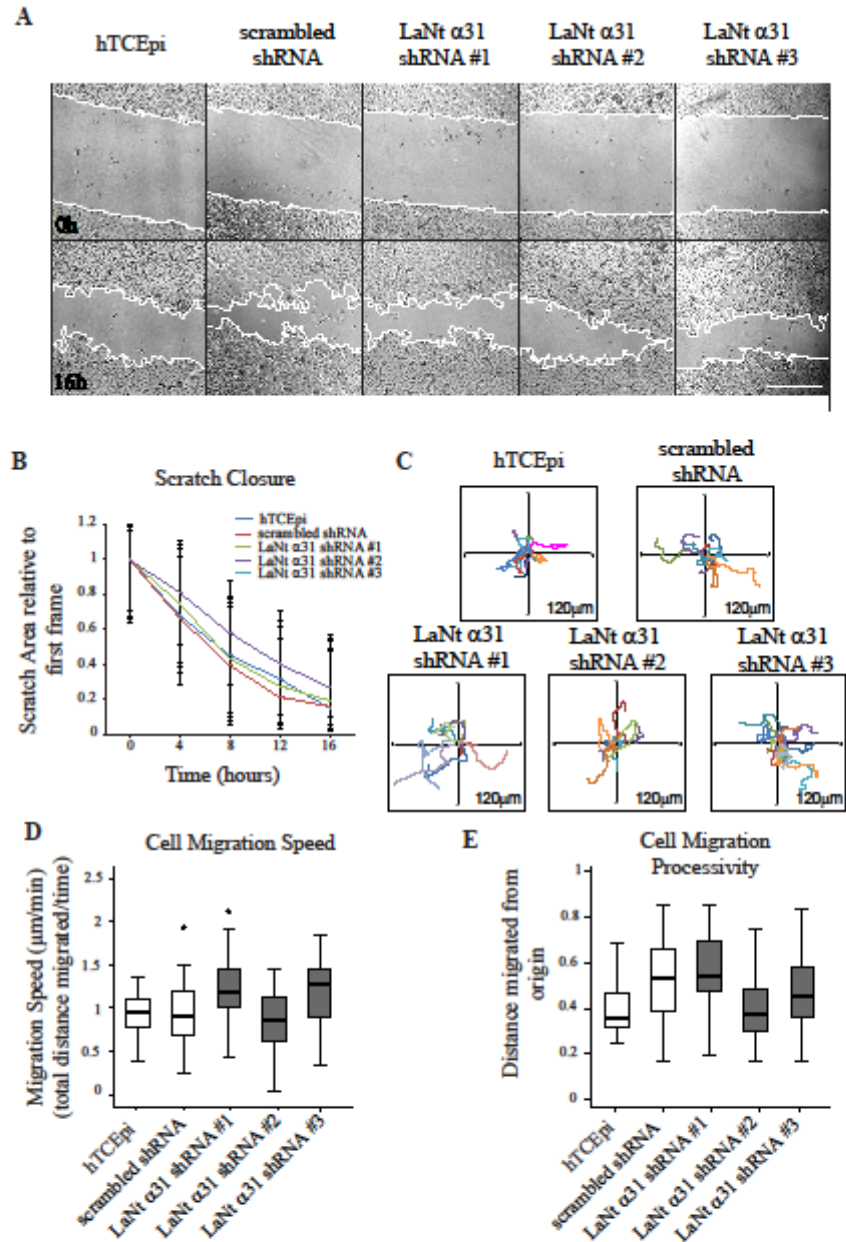 A
hTCEpi
scrambled
shRNA
LaNt α31
shRNA #1
LaNt α31
shRNA #2
LaNt α31
shRNA #3
0h
16h
B
Scratch Closure
Scratch Area relative to
first frame
1.2
1
0.8
0.6
0.4
0.2
0
0 4 8 12 16
Time (hours)
hTCEpi
scrambled shRNA
LaNt α31 shRNA #1
LaNt α31 shRNA #2
LaNt α31 shRNA #3
C
hTCEpi
120µm
scrambled
shRNA
120µm
LaNt α31
shRNA #1
120µm
LaNt α31
shRNA #2
120µm
LaNt α31
shRNA #3
120µm
D
Cell Migration Speed
Migration Speed (µm/min)
(total distance migrated/time)
2.5
2
1.5
1
0.5
0
hTCEpi
scrambled shRNA
LaNt α31 shRNA #1
LaNt α31 shRNA #2
LaNt α31 shRNA #3
E
Cell Migration
Processivity
Distance migrated from
origin
1
0.8
0.6
0.4
0.2
0
hTCEpi
scrambled shRNA
LaNt α31 shRNA #1
LaNt α31 shRNA #2
LaNt α31 shRNA #3